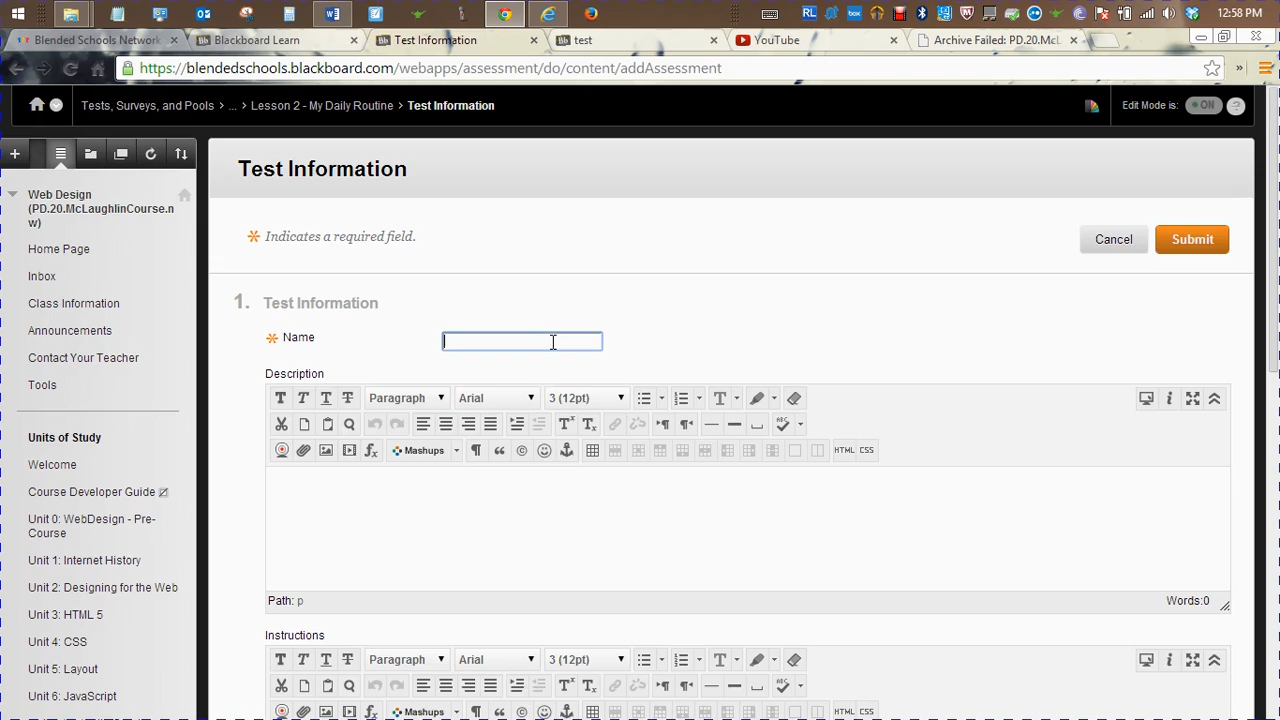 12:58 PM
Blended Schools Network
Blackboard Learn
Test Information
test
YouTube
Archive Failed: PD.20.McL
https://blendedschools.blackboard.com/webapps/assessment/do/content/addAssessment
Tests, Surveys, and Pools > ... > Lesson 2 - My Daily Routine > Test Information
Edit Mode is: ON
Test Information
Web Design
(PD.20.McLaughlinCourse.n
w)
Home Page
Inbox
Class Information
Announcements
Contact Your Teacher
Tools
Units of Study
Welcome
Course Developer Guide
Unit 0: WebDesign - Pre-
Course
Unit 1: Internet History
Unit 2: Designing for the Web
Unit 3: HTML 5
Unit 4: CSS
Unit 5: Layout
Unit 6: JavaScript
Indicates a required field.
Cancel
Submit
1. Test Information
Name
Description
Paragraph
Arial
3 (12pt)
Mashups
HTML CSS
Path: p
Words:0
Instructions
Paragraph
Arial
3 (12pt)
Mashups
HTML CSS